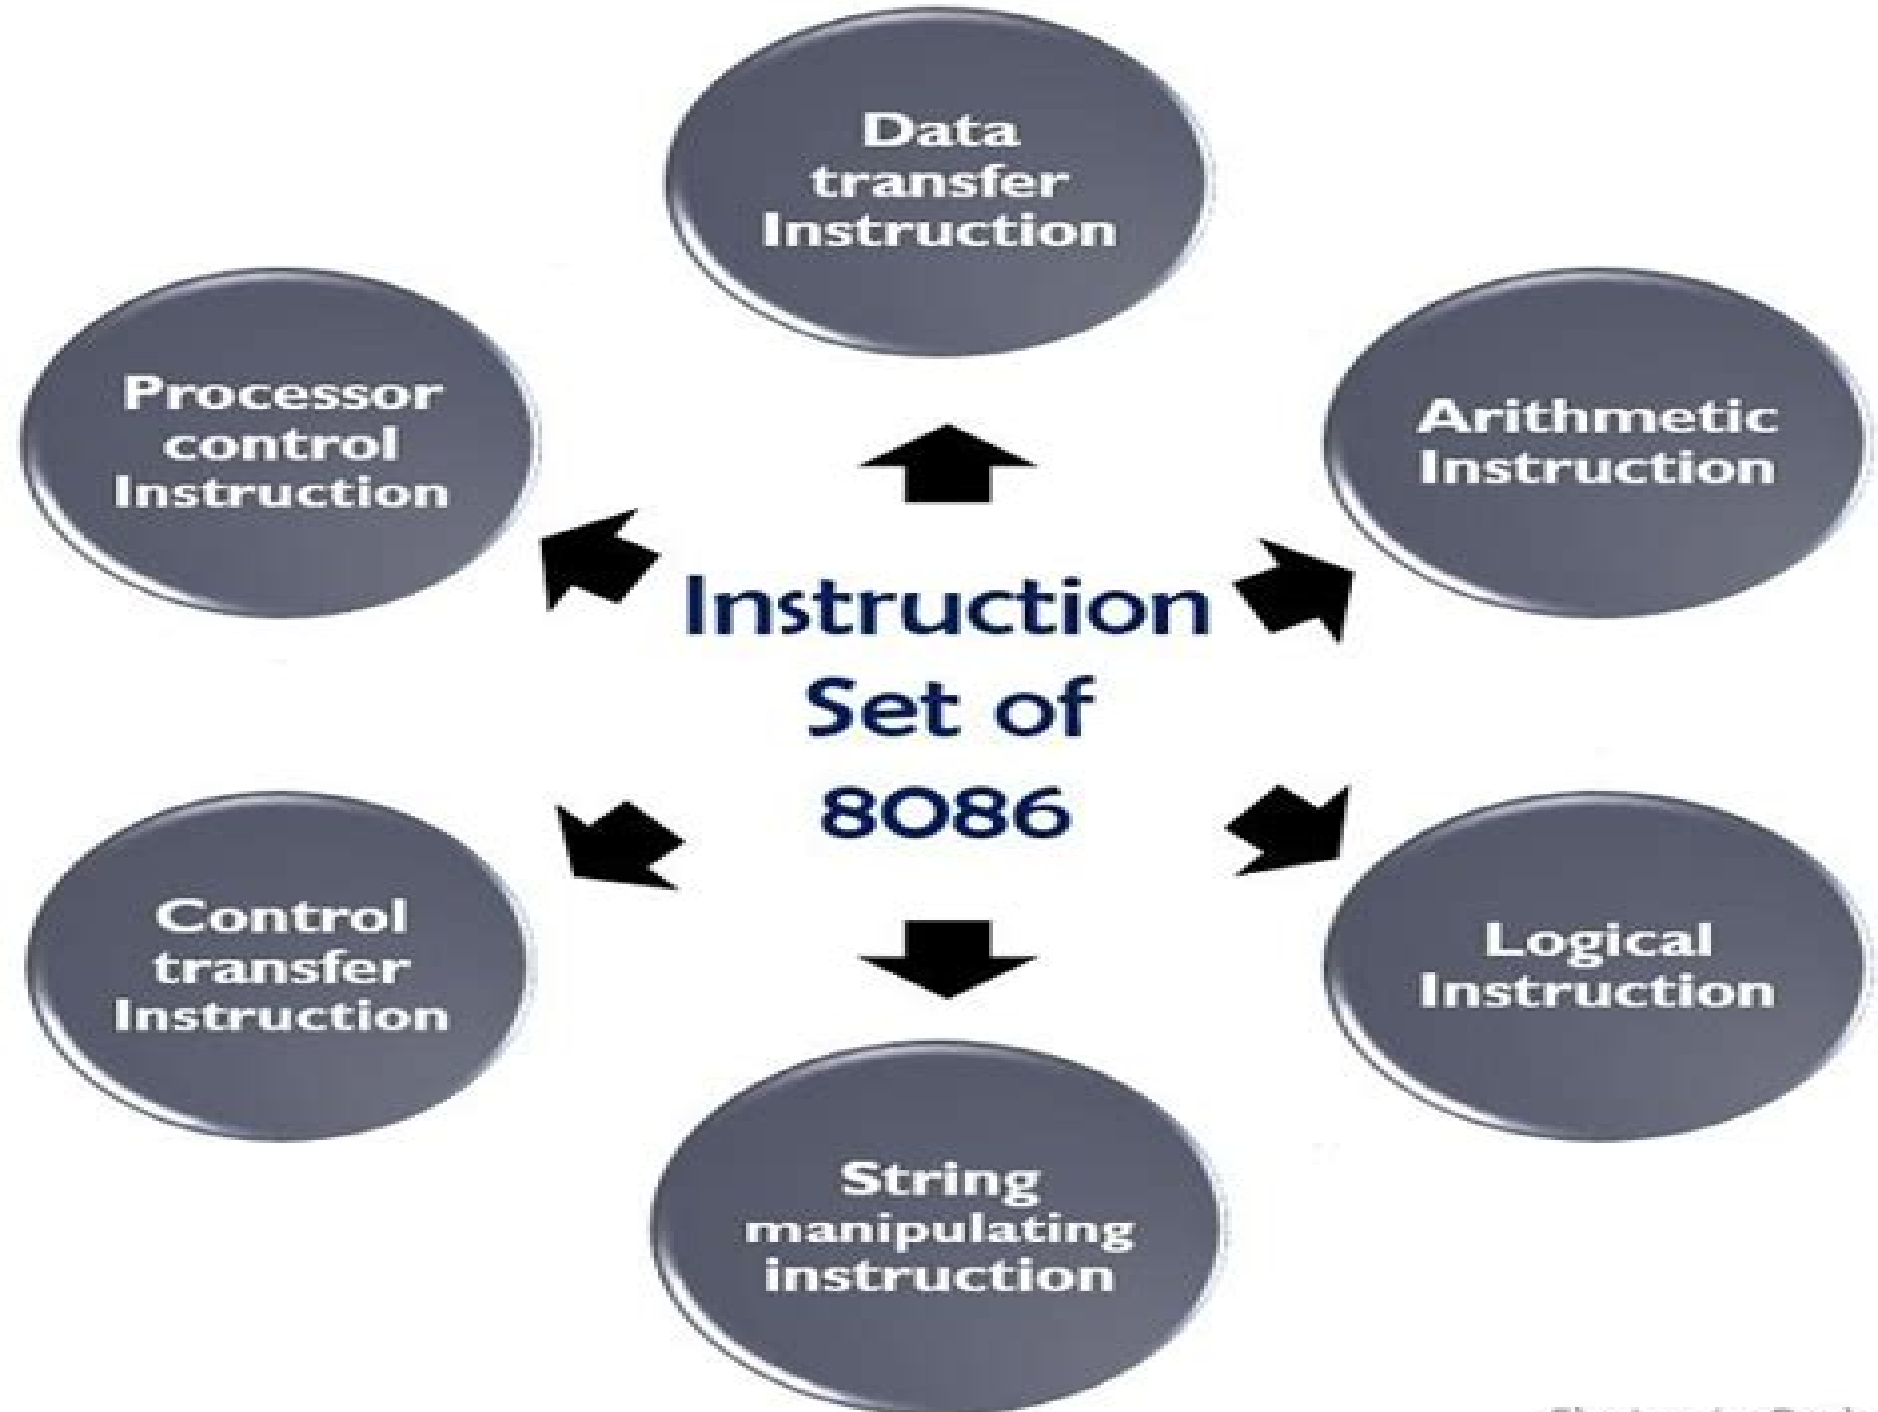 Data
transfer
Instruction
Processor
control
Instruction
Arithmetic
Instruction
Instruction
Set of
8086
Control
transfer
Instruction
Logical
Instruction
String
manipulating
instruction